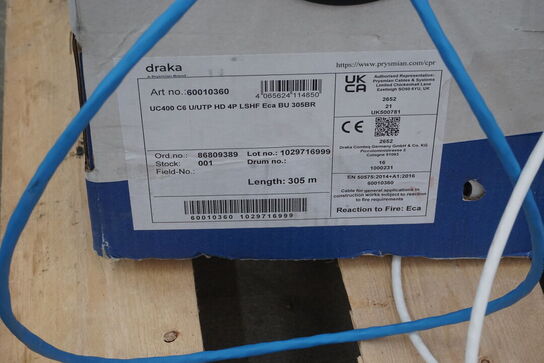 draka
A Prysmian Brand
https://www.prysmian.com/cpr
Art no.: 60010360
4 065624 114850
UC400 C6 U/UTP HD 4P LSHF Eca BU 305BR
Ord.no.: 86809389
Lot no.: 1029716999
Stock: 001
Drum no.:
Field-No.:
Length: 305 m
60010360 1029716999
UK
CA
Authorised Representative:
Prysmian Cables & Systems
Limited Chickenhall Lane
Eastleigh SO50 6YU, UK
2652
21
UK500781
CE
2652
Draka Comteq Germany GmbH & Co. KG
Piccoloministrasse 2
Cologne 51063
16
1000231
EN 50575:2014+A1:2016
60010360
Cable for general applications in
construction works subject to reaction to
fire requirements
Reaction to Fire: Eca